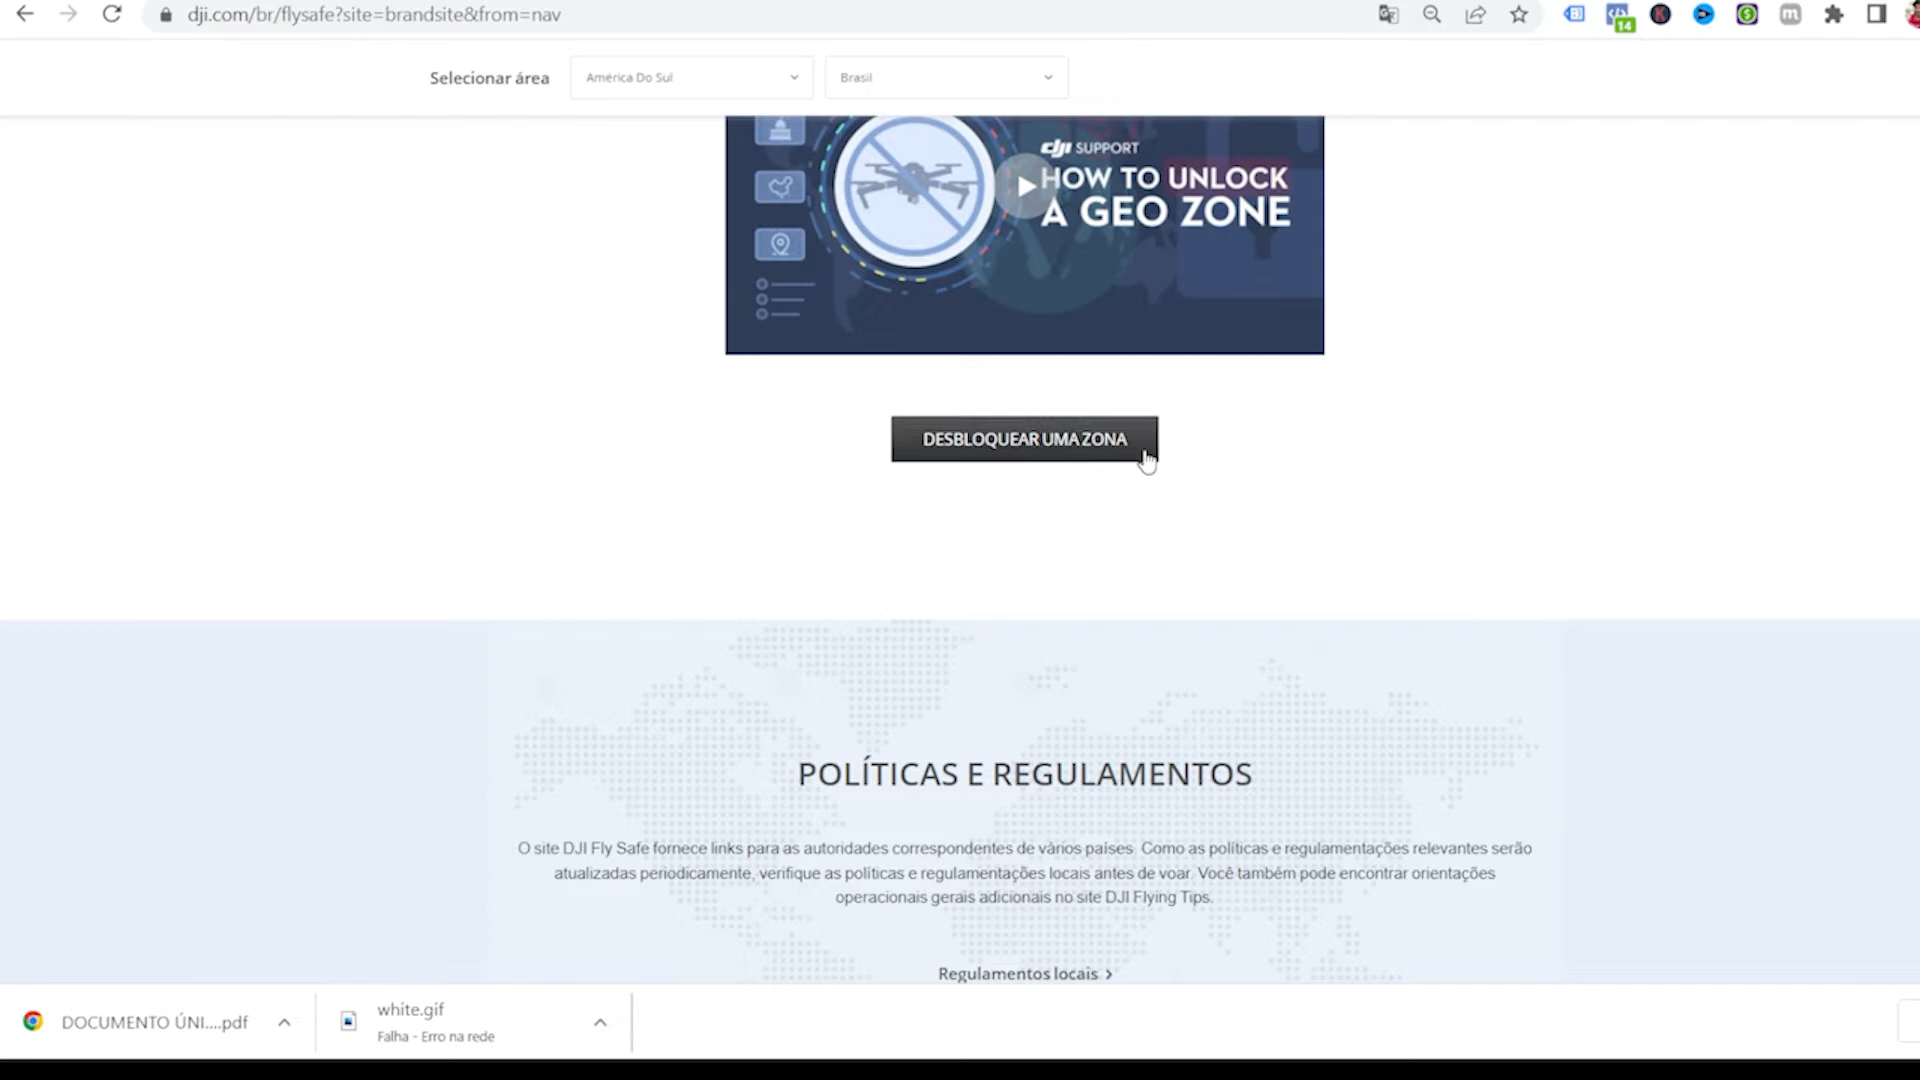 dji.com/br/flysafe?site=brandsite&from=nav
14
K
m
Selecionar área
América Do Sul
Brasil
dji SUPPORT
HOW TO UNLOCK
A GEO ZONE
DESBLOQUEAR UMA ZONA
POLÍTICAS E REGULAMENTOS
O site DJI Fly Safe fornece links para as autoridades correspondentes de vários países. Como as políticas e regulamentações relevantes serão
atualizadas periodicamente, verifique as políticas e regulamentações locais antes de voar. Você também pode encontrar orientações
operacionais gerais adicionais no site DJI Flying Tips.
Regulamentos locais >
DOCUMENTO ÚNI....pdf
white.gif
Falha - Erro na rede